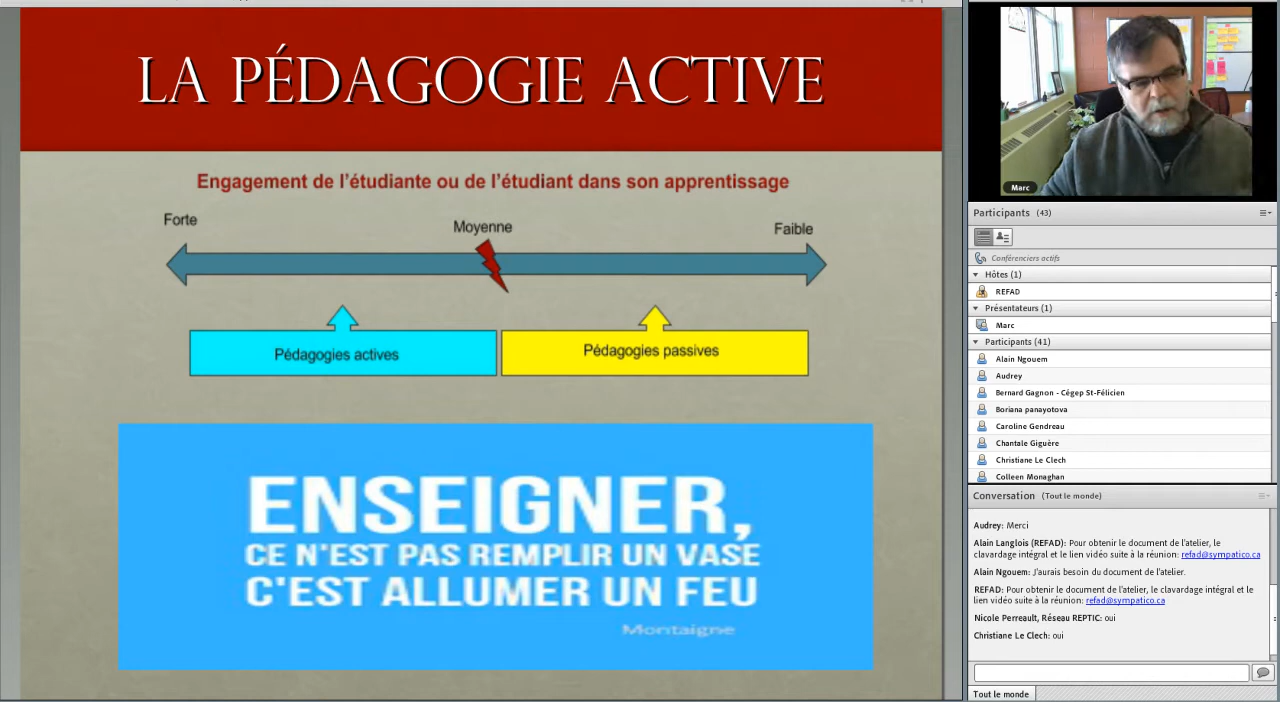 LA PÉDAGOGIE ACTIVE
Engagement de l'étudiante ou de l'étudiant dans son apprentissage
Forte
Moyenne
Faible
Pédagogies actives
Pédagogies passives
ENSEIGNER,
CE N'EST PAS REMPLIR UN VASE
C'EST ALLUMER UN FEU
Montaigne
Marc
Participants (43)
Conférenciers actifs
Hôtes (1)
REFAD
Présentateurs (1)
Marc
Participants (41)
Alain Ngouem
Audrey
Bernard Gagnon - Cégep St-Félicien
Boriana panayotova
Caroline Gendreau
Chantale Giguère
Christiane Le Clech
Colleen Monaghan
Conversation (Tout le monde)
Audrey: Merci
Alain Langlois (REFAD): Pour obtenir le document de l'atelier, le
clavardage intégral et le lien vidéo suite à la réunion: refad@sympatico.ca
Alain Ngouem: J'aurais besoin du document de l'atelier.
REFAD: Pour obtenir le document de l'atelier, le clavardage intégral et le
lien vidéo suite à la réunion: refad@sympatico.ca
Nicole Perreault, Réseau REPTIC: oui
Christiane Le Clech: oui
Tout le monde